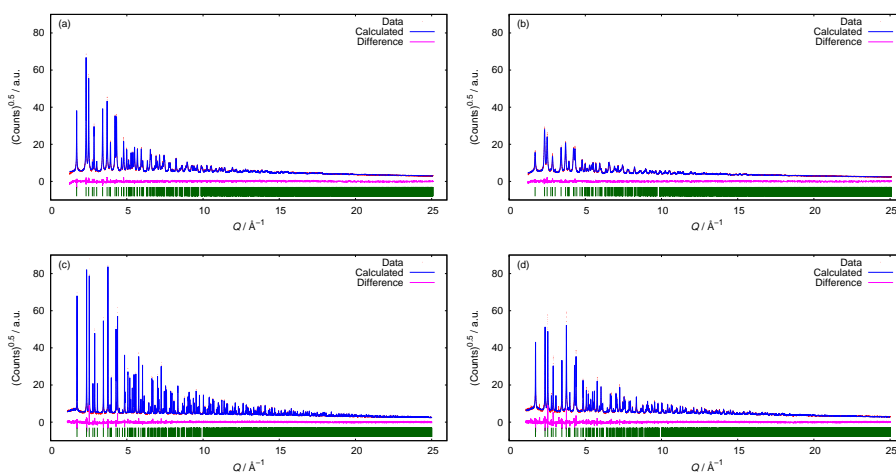 (a)
Data
Calculated
Difference
(Counts)^0.5 / a.u.
80
60
40
20
0
0 5 10 15 20 25
Q / Å⁻¹
(b)
Data
Calculated
Difference
(Counts)^0.5 / a.u.
80
60
40
20
0
0 5 10 15 20 25
Q / Å⁻¹
(c)
Data
Calculated
Difference
(Counts)^0.5 / a.u.
80
60
40
20
0
0 5 10 15 20 25
Q / Å⁻¹
(d)
Data
Calculated
Difference
(Counts)^0.5 / a.u.
80
60
40
20
0
0 5 10 15 20 25
Q / Å⁻¹